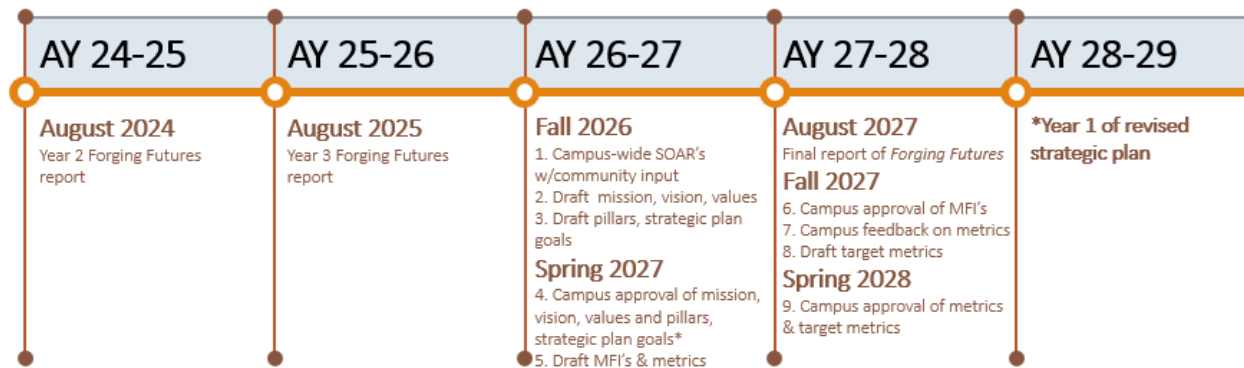 AY 24-25
August 2024
Year 2 Forging Futures
report
AY 25-26
August 2025
Year 3 Forging Futures
report
AY 26-27
Fall 2026
1. Campus-wide SOAR's
w/community input
2. Draft mission, vision, values
3. Draft pillars, strategic plan
goals
Spring 2027
4. Campus approval of mission,
vision, values and pillars,
strategic plan goals*
5. Draft MFI's & metrics
AY 27-28
August 2027
Final report of Forging Futures
Fall 2027
6. Campus approval of MFI's
7. Campus feedback on metrics
8. Draft target metrics
Spring 2028
9. Campus approval of metrics
& target metrics
AY 28-29
*Year 1 of revised
strategic plan